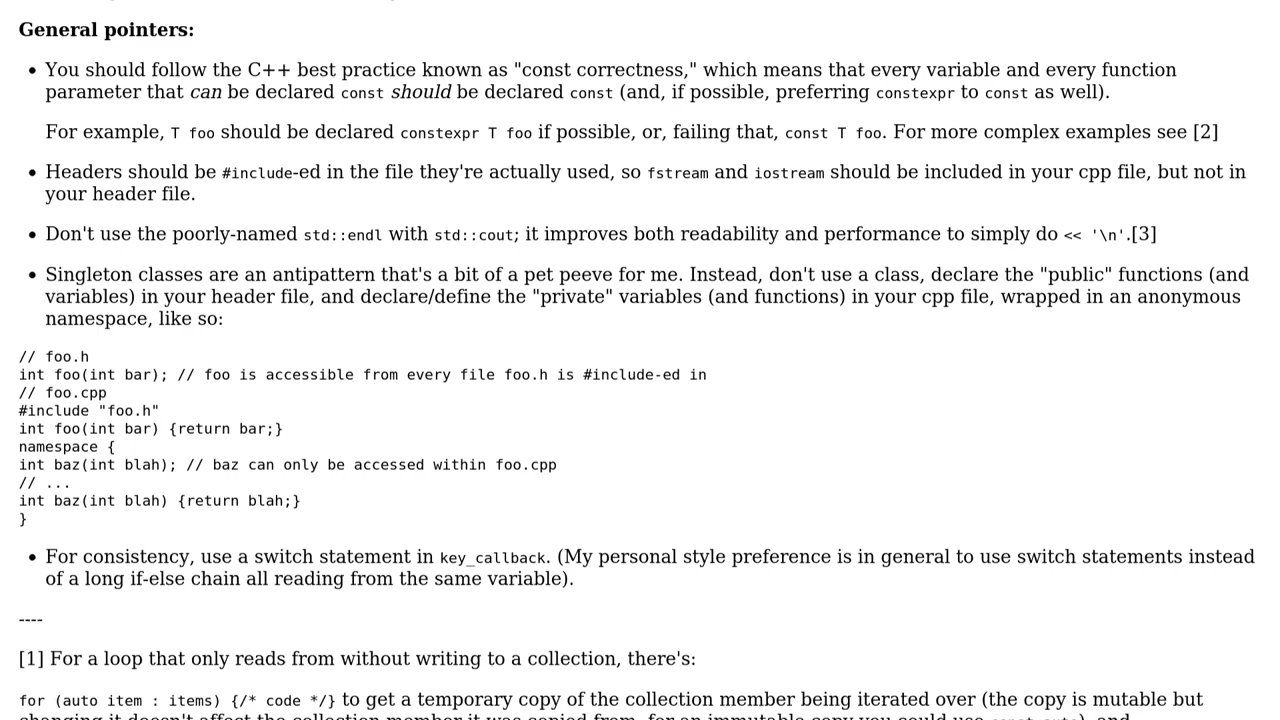 General pointers:
• You should follow the C++ best practice known as "const correctness," which means that every variable and every function
parameter that can be declared const should be declared const (and, if possible, preferring constexpr to const as well).
For example, T foo should be declared constexpr T foo if possible, or, failing that, const T foo. For more complex examples see [2]
• Headers should be #include-ed in the file they're actually used, so fstream and iostream should be included in your cpp file, but not in
your header file.
• Don't use the poorly-named std::endl with std::cout; it improves both readability and performance to simply do << '\n'.[3]
• Singleton classes are an antipattern that's a bit of a pet peeve for me. Instead, don't use a class, declare the "public" functions (and
variables) in your header file, and declare/define the "private" variables (and functions) in your cpp file, wrapped in an anonymous
namespace, like so:
// foo.h
int foo(int bar); // foo is accessible from every file foo.h is #include-ed in
// foo.cpp
#include "foo.h"
int foo(int bar) {return bar;}
namespace {
int baz(int blah); // baz can only be accessed within foo.cpp
// ...
int baz(int blah) {return blah;}
}
• For consistency, use a switch statement in key_callback. (My personal style preference is in general to use switch statements instead
of a long if-else chain all reading from the same variable).
----
[1] For a loop that only reads from without writing to a collection, there's:
for (auto item : items) {/* code */} to get a temporary copy of the collection member being iterated over (the copy is mutable but